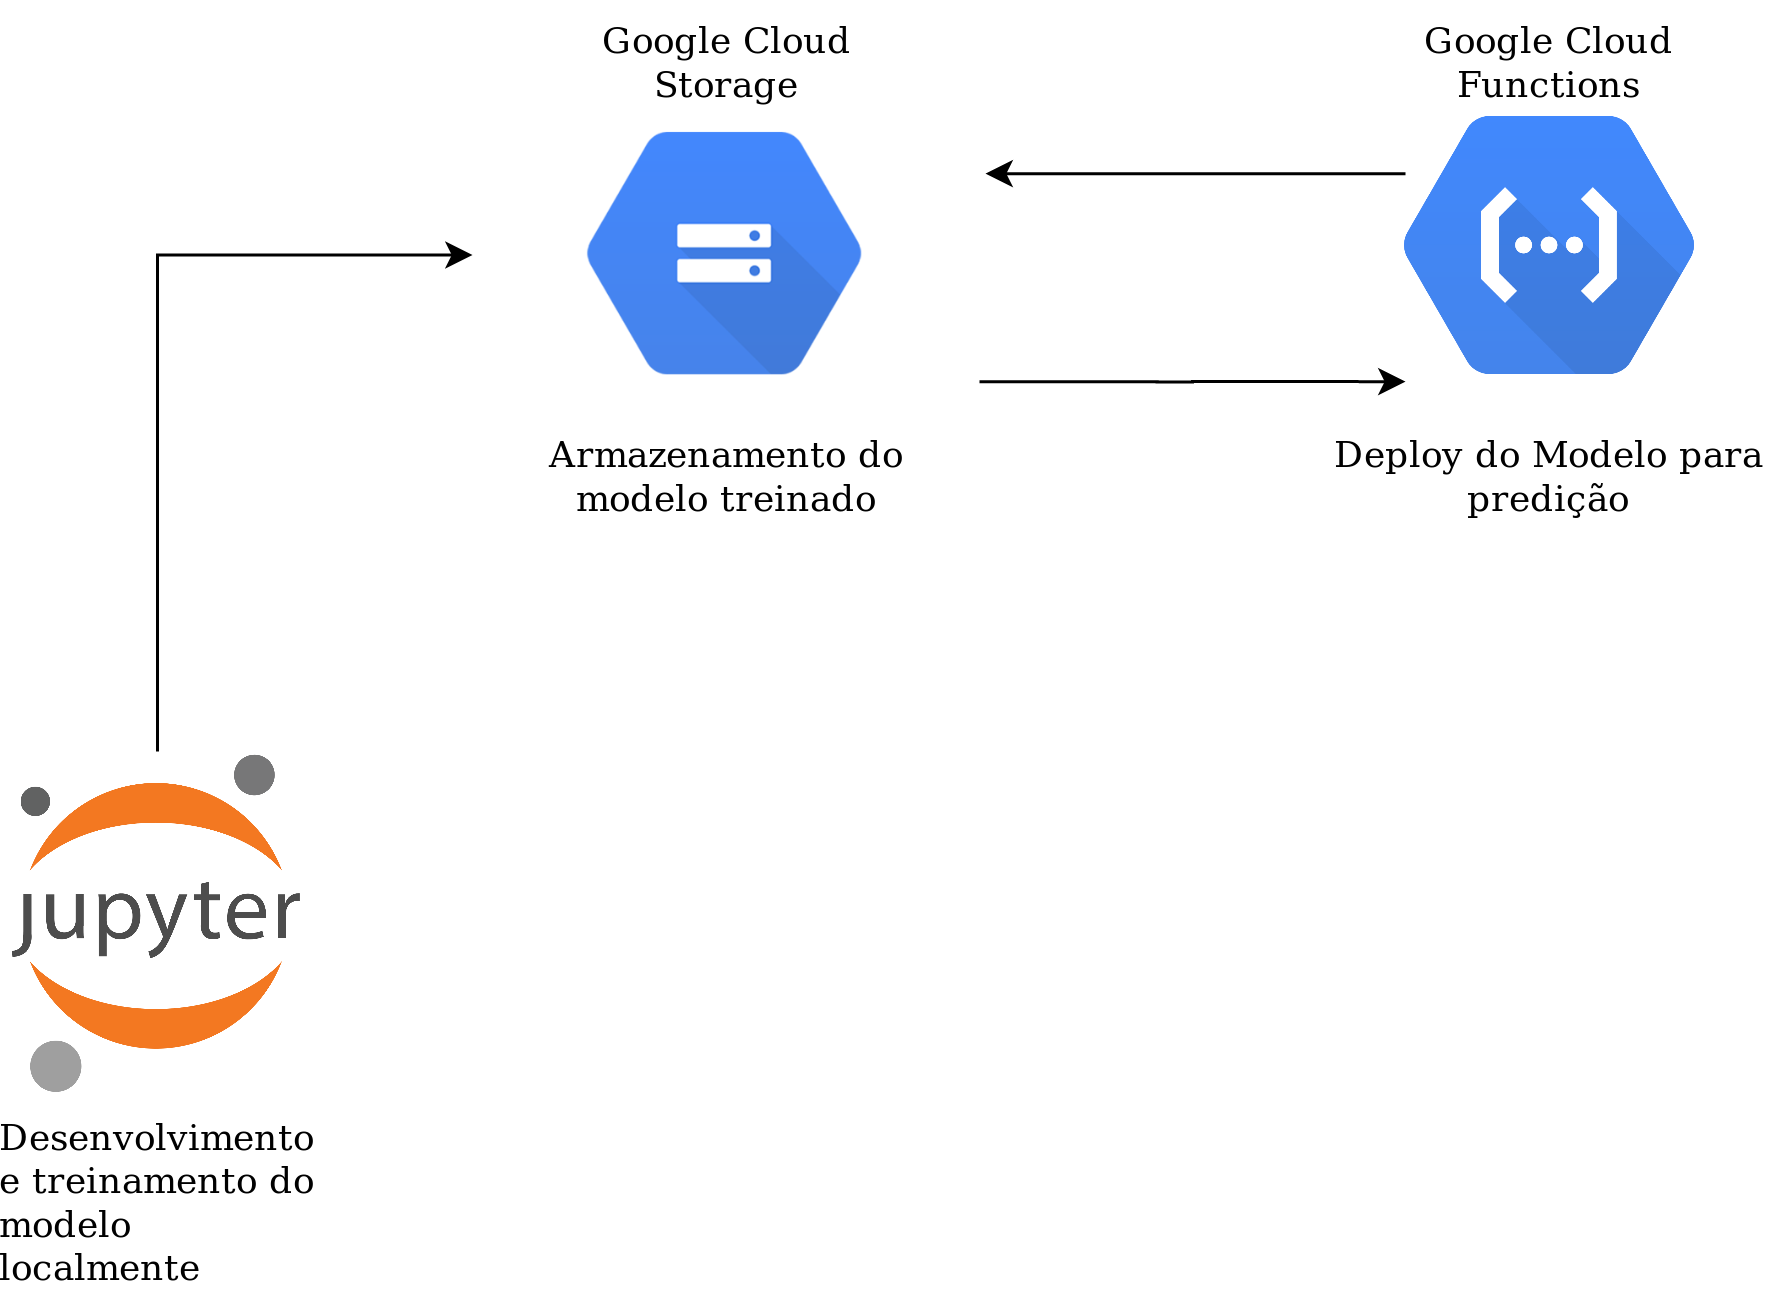 Google Cloud
Storage
Google Cloud
Functions
Armazenamento do
modelo treinado
Deploy do Modelo para
predição
jupyter
Desenvolvimento
e treinamento do
modelo
localmente